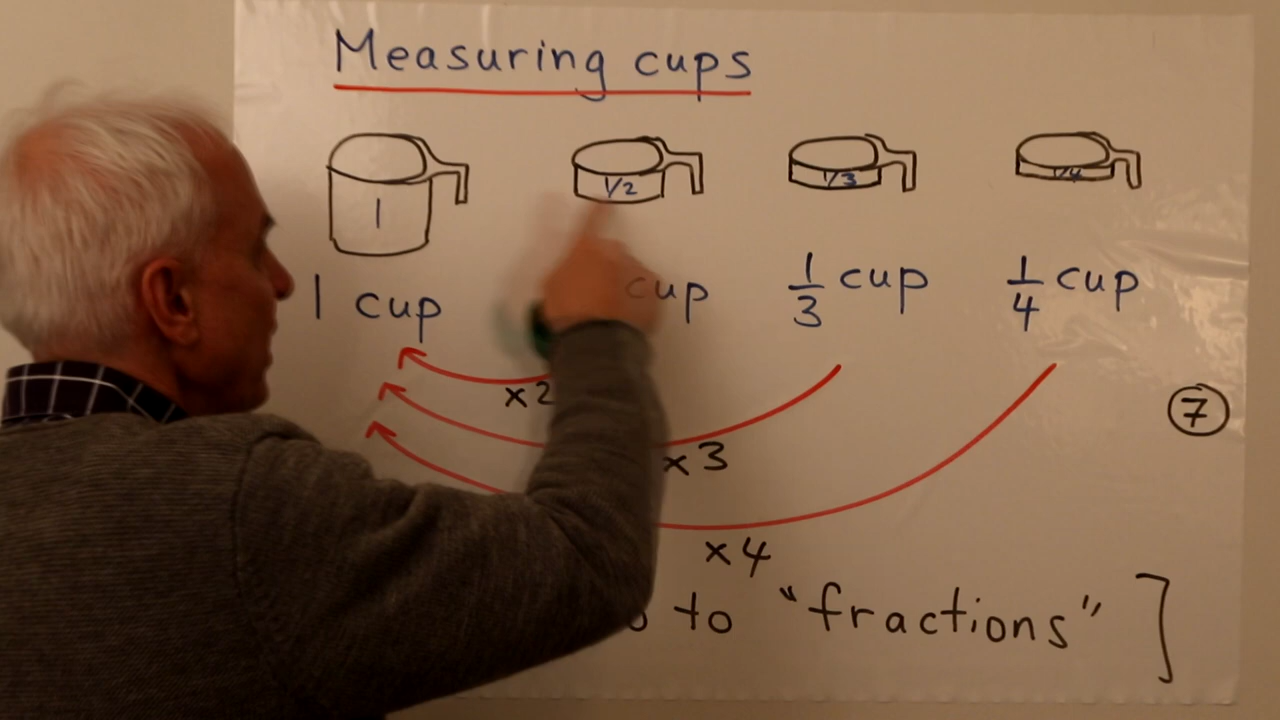 Measuring cups
1 1/2 1/3 1/4
1 cup cup 1/3 cup 1/4 cup
x2
7
x3
x4
to "fractions" ]